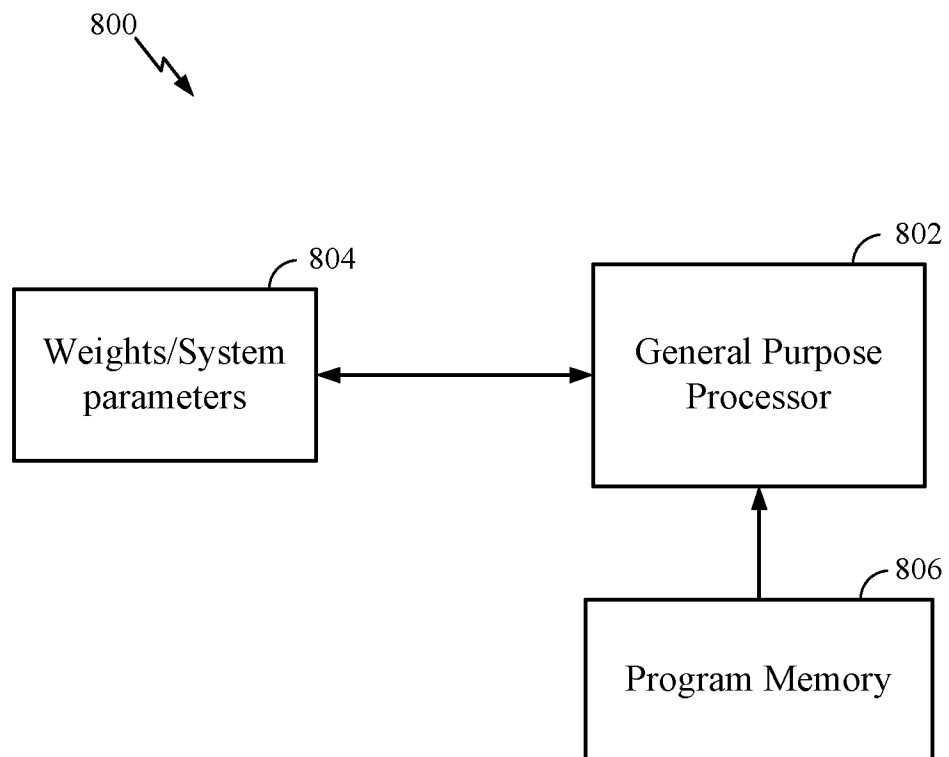 800
804
Weights/System
parameters
802
General Purpose
Processor
806
Program Memory